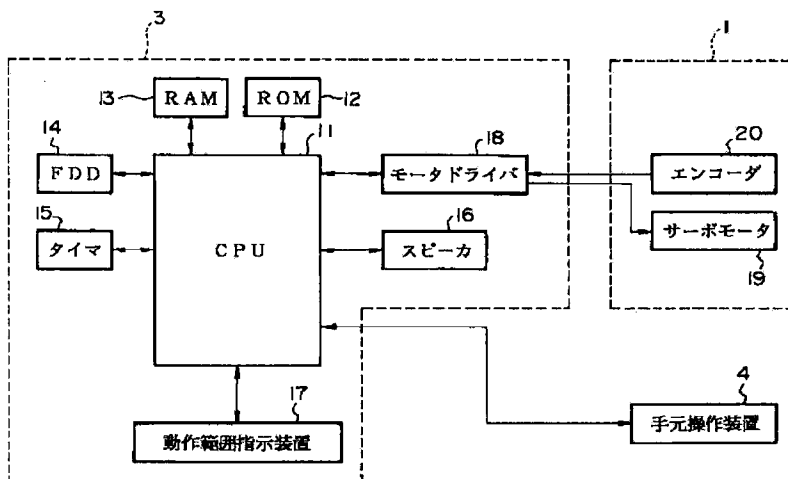 3
1
13
RAM
ROM
12
14
11
18
20
FDD
モータドライバ
エンコーダ
15
16
タイマ
CPU
スピーカ
サーボモータ
19
17
4
動作範囲指示装置
手元操作装置